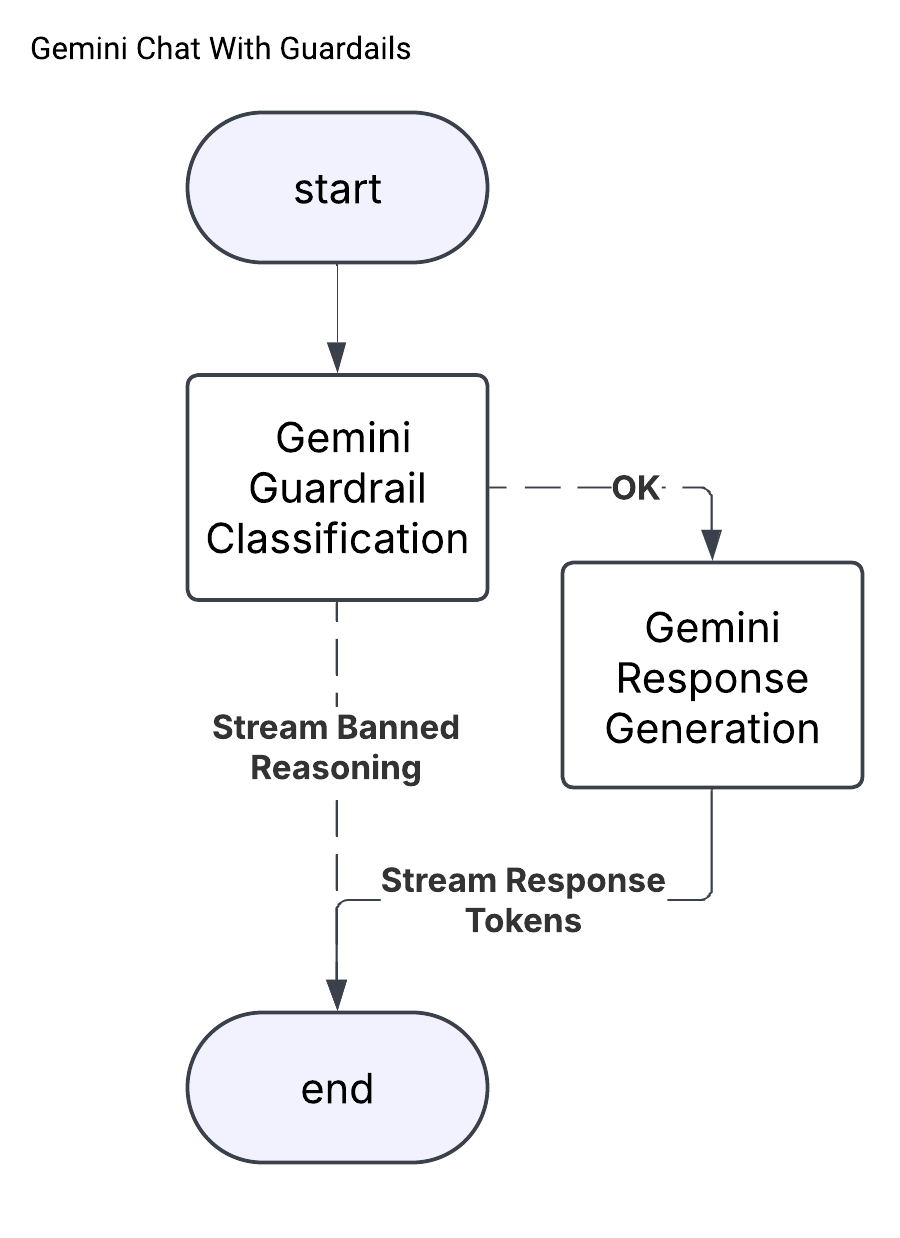 Gemini Chat With Guardails
start
Gemini
Guardrail
Classification
OK
Gemini
Response
Generation
Stream Banned
Reasoning
Stream Response
Tokens
end